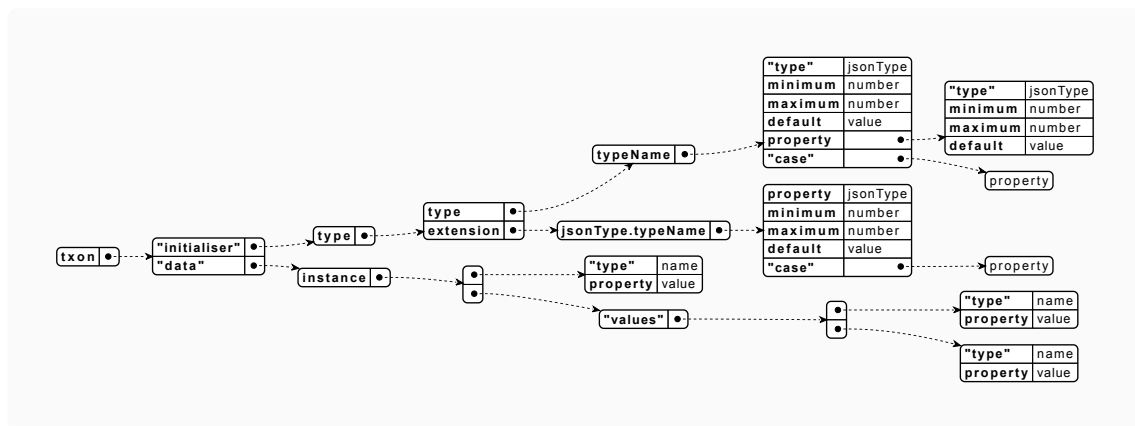 txon
"initialiser"
"data"
type
instance
type
extension
typeName
jsonType.typeName
"type" jsonType
minimum number
maximum number
default value
property
"case"
"type" jsonType
minimum number
maximum number
default value
property
property jsonType
minimum number
maximum number
default value
"case"
property
"type" name
property value
"values"
"type" name
property value
"type" name
property value